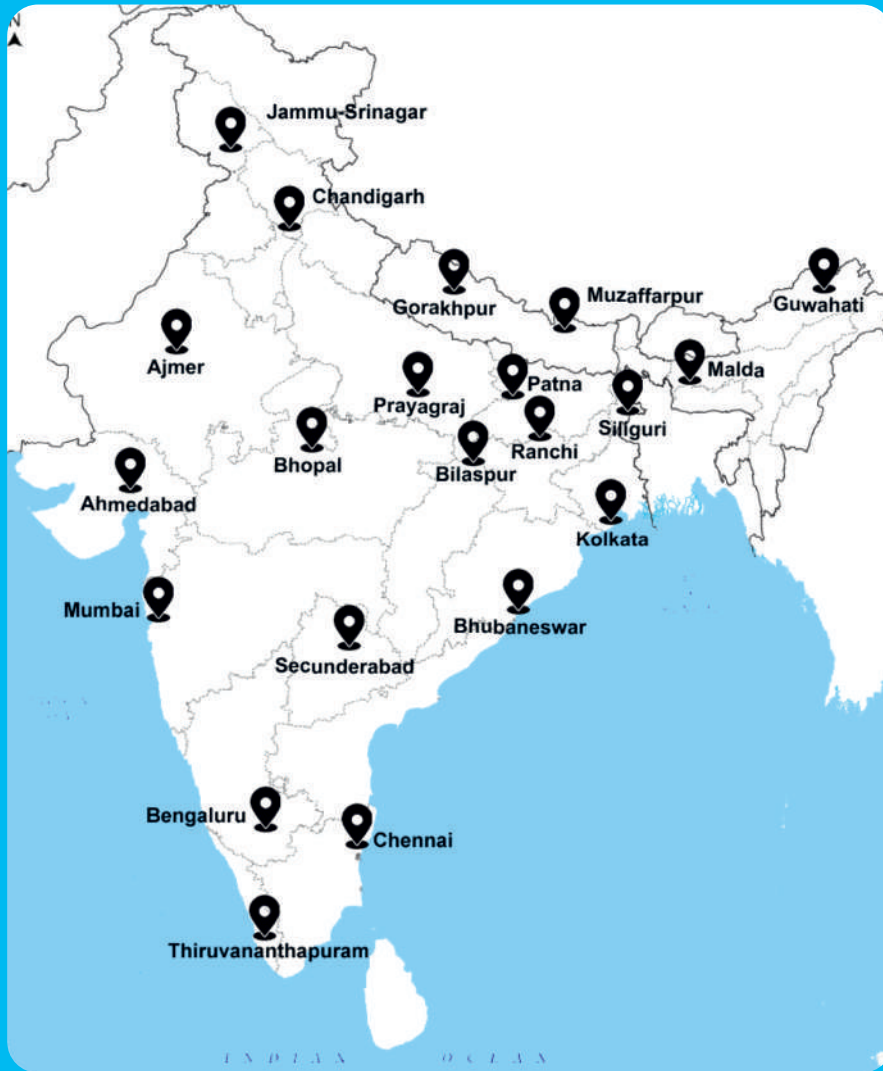 N
Jammu-Srinagar
Chandigarh
Gorakhpur
Muzaffarpur
Guwahati
Ajmer
Prayagraj
Patna
Malda
Bhopal
Bilaspur
Ranchi
Siliguri
Ahmedabad
Kolkata
Mumbai
Bhubaneswar
Secunderabad
Bengaluru
Chennai
Thiruvananthapuram
INDIAN OCEAN